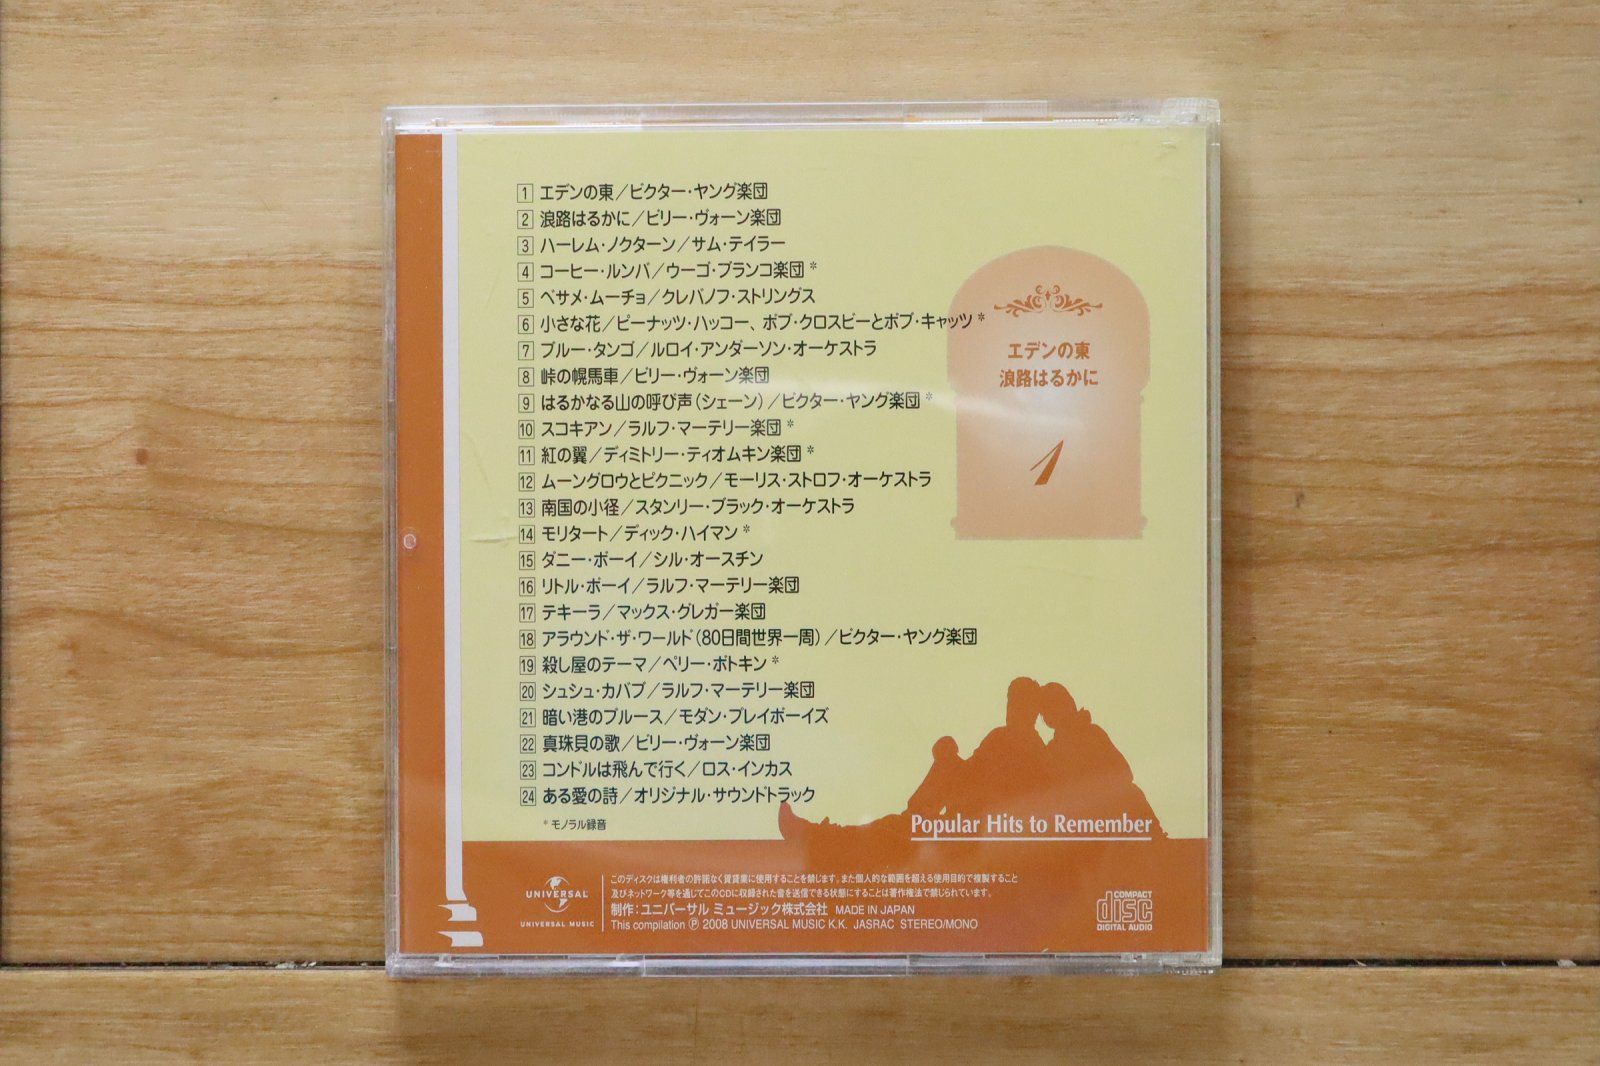 1 エデンの東／ビクター・ヤング楽団
2 浪路はるかに／ビリー・ヴォーン楽団
3 ハーレム・ノクターン／サム・テイラー
4 コーヒー・ルンバ／ウーゴ・ブランコ楽団*
5 ベサメ・ムーチョ／クレバノフ・ストリングス
6 小さな花／ピーナッツ・ハッコー、ボブ・クロスビーとボブ・キャッツ*
7 ブルー・タンゴ／ルロイ・アンダーソン・オーケストラ
8 峠の幌馬車／ビリー・ヴォーン楽団
9 はるかなる山の呼び声（シェーン）／ビクター・ヤング楽団*
10 スコキアン／ラルフ・マーテリー楽団*
11 紅の翼／ディミトリー・ティオムキン楽団*
12 ムーングロウとピクニック／モーリス・ストロフ・オーケストラ
13 南国の小径／スタンリー・ブラック・オーケストラ
14 モリタート／ディック・ハイマン*
15 ダニー・ボーイ／シル・オースチン
16 リトル・ボーイ／ラルフ・マーテリー楽団
17 テキーラ／マックス・グレガー楽団
18 アラウンド・ザ・ワールド（80日間世界一周）／ビクター・ヤング楽団
19 殺し屋のテーマ／ペリー・ボトキン*
20 シュシュ・カバブ／ラルフ・マーテリー楽団
21 暗い港のブルース／モダン・プレイボーイズ
22 真珠貝の歌／ビリー・ヴォーン楽団
23 コンドルは飛んで行く／ロス・インカス
24 ある愛の詩／オリジナル・サウンドトラック
*モノラル録音
エデンの東
浪路はるかに
1
Popular Hits to Remember
UNIVERSAL
UNIVERSAL MUSIC
このディスクは権利者の許諾なく賃貸業に使用することを禁じます。また個人的な範囲を超える使用目的で複製すること
及びネットワーク等を通じてこのCDに収録された音を送信できる状態にすることは著作権法で禁じられています。
制作：ユニバーサル ミュージック株式会社 MADE IN JAPAN
This compilation ℗ 2008 UNIVERSAL MUSIC K.K. JASRAC STEREO/MONO
COMPACT
disc
DIGITAL AUDIO